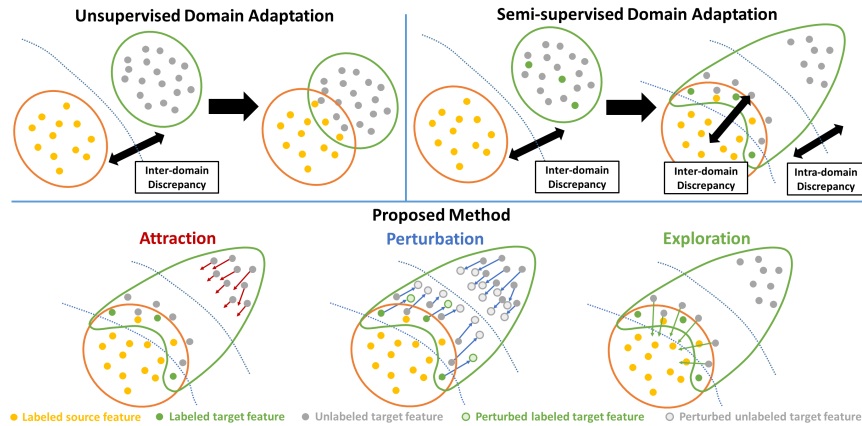 Unsupervised Domain Adaptation
Semi-supervised Domain Adaptation
Inter-domain
Discrepancy
Inter-domain
Discrepancy
Inter-domain
Discrepancy
Intra-domain
Discrepancy
Proposed Method
Attraction
Perturbation
Exploration
Labeled source feature
Labeled target feature
Unlabeled target feature
Perturbed labeled target feature
Perturbed unlabeled target feature